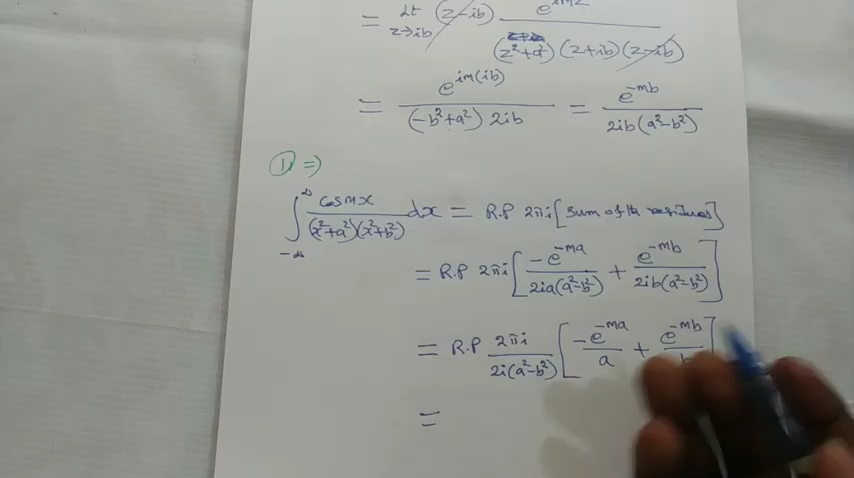 = lt z→ib (z-ib) e^{imz} / (z²+a²)(z+ib)(z-ib)
= e^{im(ib)} / (-b²+a²) 2ib = e^{-mb} / 2ib(a²-b²)
① ⇒
∫_{-∞}^{∞} cosmx / (x²+a²)(x²+b²) dx = R.P 2πi [sum of the residues]
= R.P 2πi [-e^{-ma} / 2ia(a²-b²) + e^{-mb} / 2ib(a²-b²)]
= R.P 2πi / 2i(a²-b²) [-e^{-ma} / a + e^{-mb} / b]
=